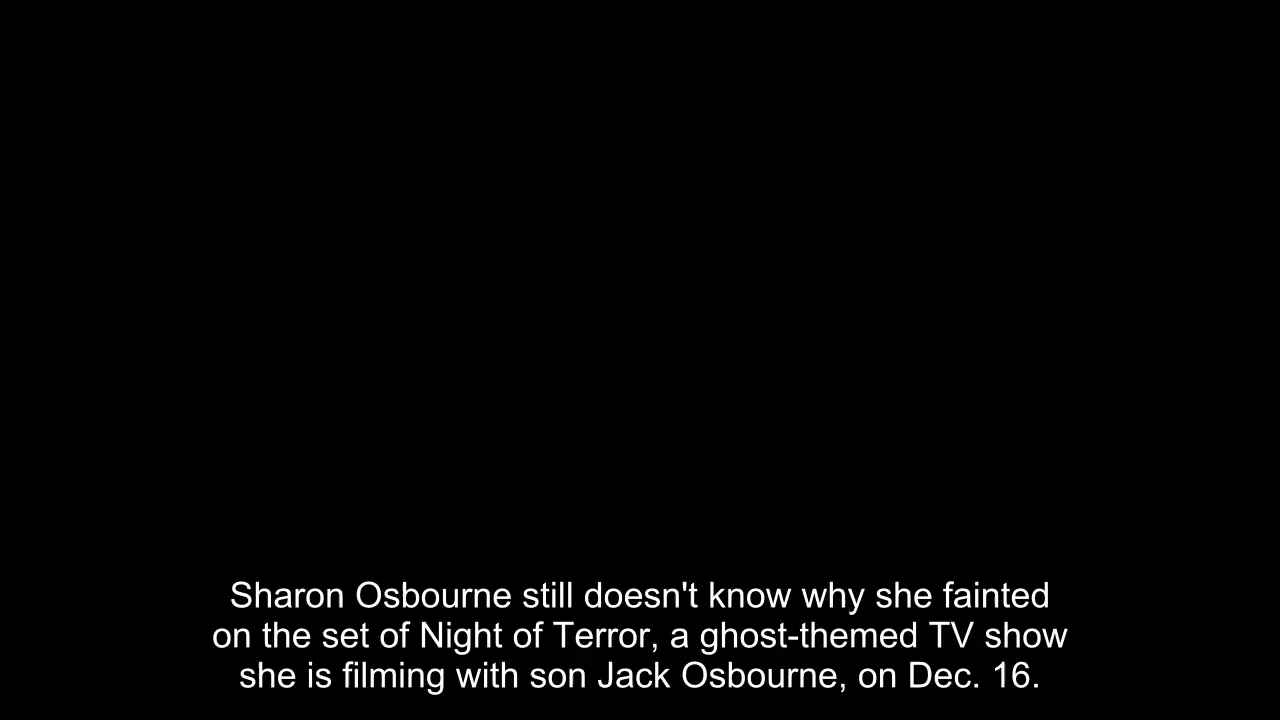 Sharon Osbourne still doesn't know why she fainted
on the set of Night of Terror, a ghost-themed TV show
she is filming with son Jack Osbourne, on Dec. 16.